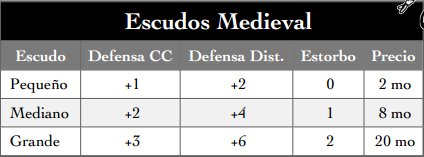 Escudos Medieval
Escudo Defensa CC Defensa Dist. Estorbo Precio
Pequeño +1 +2 0 2 mo
Mediano +2 +4 1 8 mo
Grande +3 +6 2 20 mo